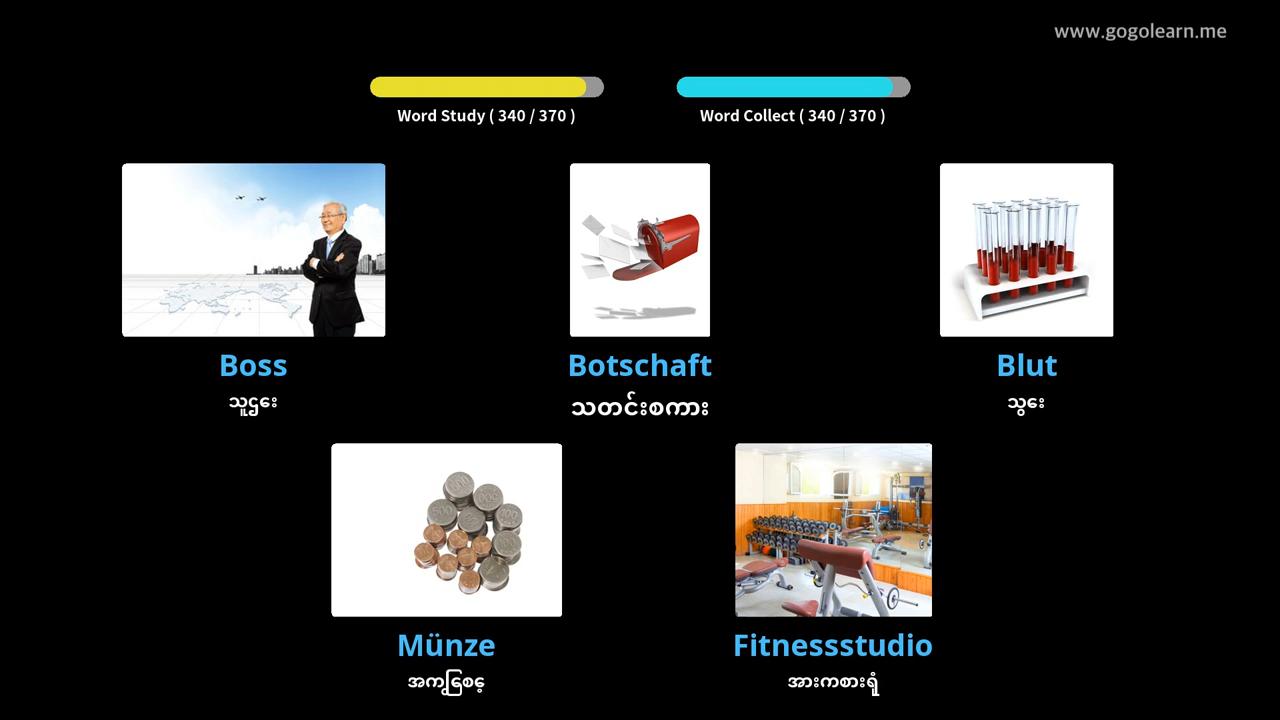 www.gogolearn.me
Word Study ( 340 / 370 )
Word Collect ( 340 / 370 )
Boss
သူဌေး
Botschaft
သတင်းစကား
Blut
သွေး
Münze
အကြွေစေ့
Fitnessstudio
အားကစားရုံ